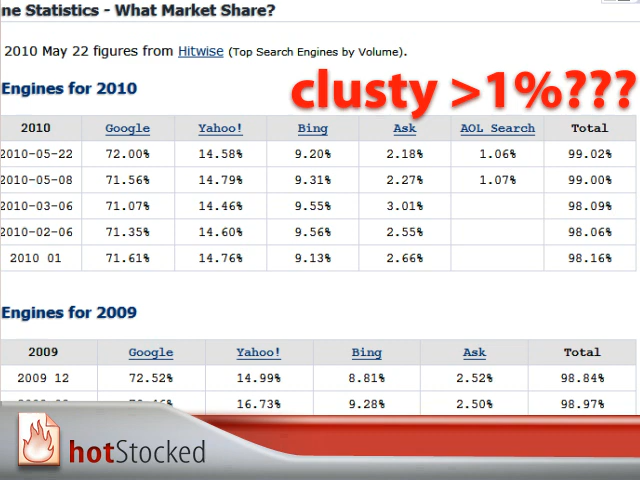 ne Statistics - What Market Share?
2010 May 22 figures from Hitwise (Top Search Engines by Volume).
Engines for 2010
clusty >1%???
2010 Google Yahoo! Bing Ask AOL Search Total
2010-05-22 72.00% 14.58% 9.20% 2.18% 1.06% 99.02%
2010-05-08 71.56% 14.79% 9.31% 2.27% 1.07% 99.00%
2010-03-06 71.07% 14.46% 9.55% 3.01% 98.09%
2010-02-06 71.35% 14.60% 9.56% 2.55% 98.06%
2010 01 71.61% 14.76% 9.13% 2.66% 98.16%
Engines for 2009
2009 Google Yahoo! Bing Ask Total
2009 12 72.52% 14.99% 8.81% 2.52% 98.84%
16.73% 9.28% 2.50% 98.97%
hotStocked